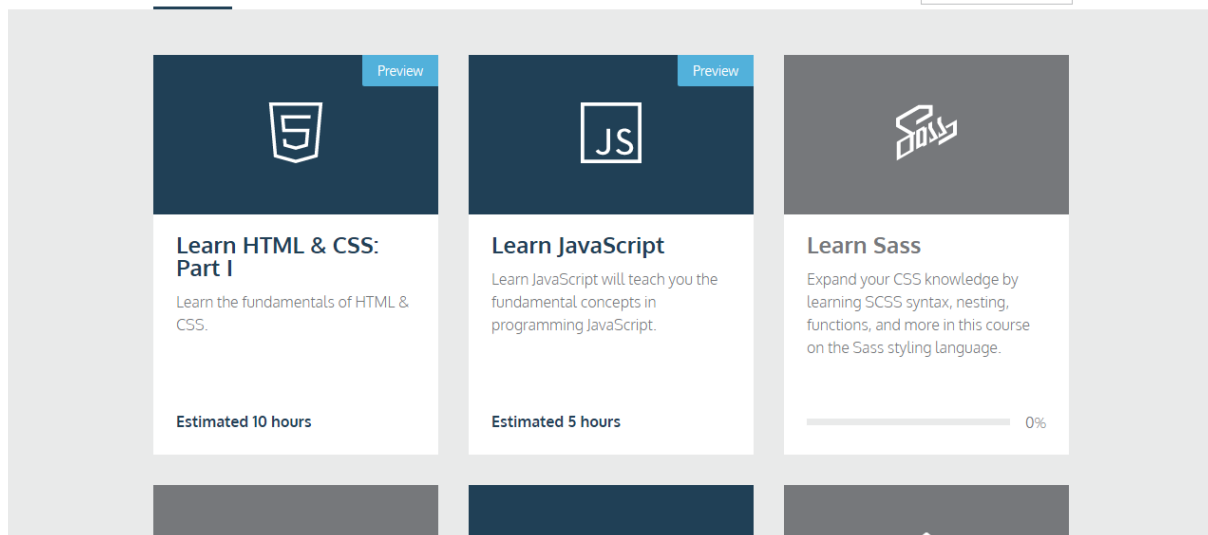 Preview
Learn HTML & CSS:
Part I
Learn the fundamentals of HTML &
CSS.
Estimated 10 hours
Preview
JS
Learn JavaScript
Learn JavaScript will teach you the
fundamental concepts in
programming JavaScript.
Estimated 5 hours
Sass
Learn Sass
Expand your CSS knowledge by
learning SCSS syntax, nesting,
functions, and more in this course
on the Sass styling language.
0%